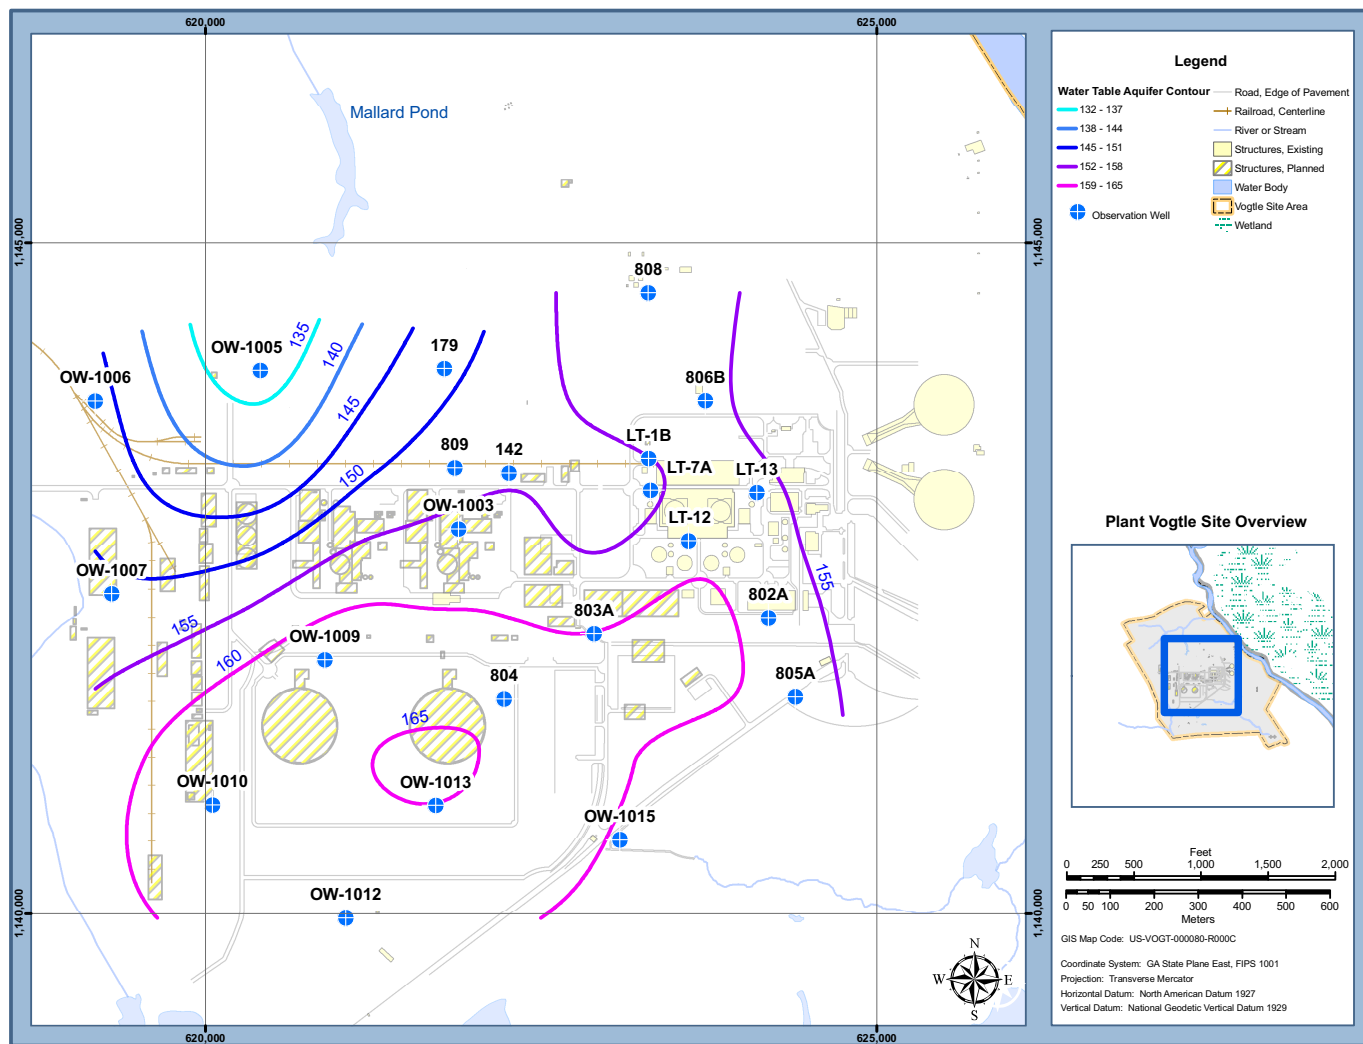 620,000
625,000
Mallard Pond
1,145,000
1,145,000
808
135
140
OW-1005
179
OW-1006
806B
145
LT-1B
809
142
LT-7A
LT-13
150
OW-1003
LT-12
OW-1007
155
155
803A
802A
160
OW-1009
804
805A
165
OW-1010
OW-1013
OW-1015
OW-1012
1,140,000
1,140,000
N
W E
S
620,000
625,000
Legend
Water Table Aquifer Contour
132 - 137
138 - 144
145 - 151
152 - 158
159 - 165
Observation Well
Road, Edge of Pavement
Railroad, Centerline
River or Stream
Structures, Existing
Structures, Planned
Water Body
Vogtle Site Area
Wetland
Plant Vogtle Site Overview
Feet
0 250 500 1,000 1,500 2,000
0 50 100 200 300 400 500 600
Meters
GIS Map Code: US-VOGT-000080-R000C
Coordinate System: GA State Plane East, FIPS 1001
Projection: Transverse Mercator
Horizontal Datum: North American Datum 1927
Vertical Datum: National Geodetic Vertical Datum 1929